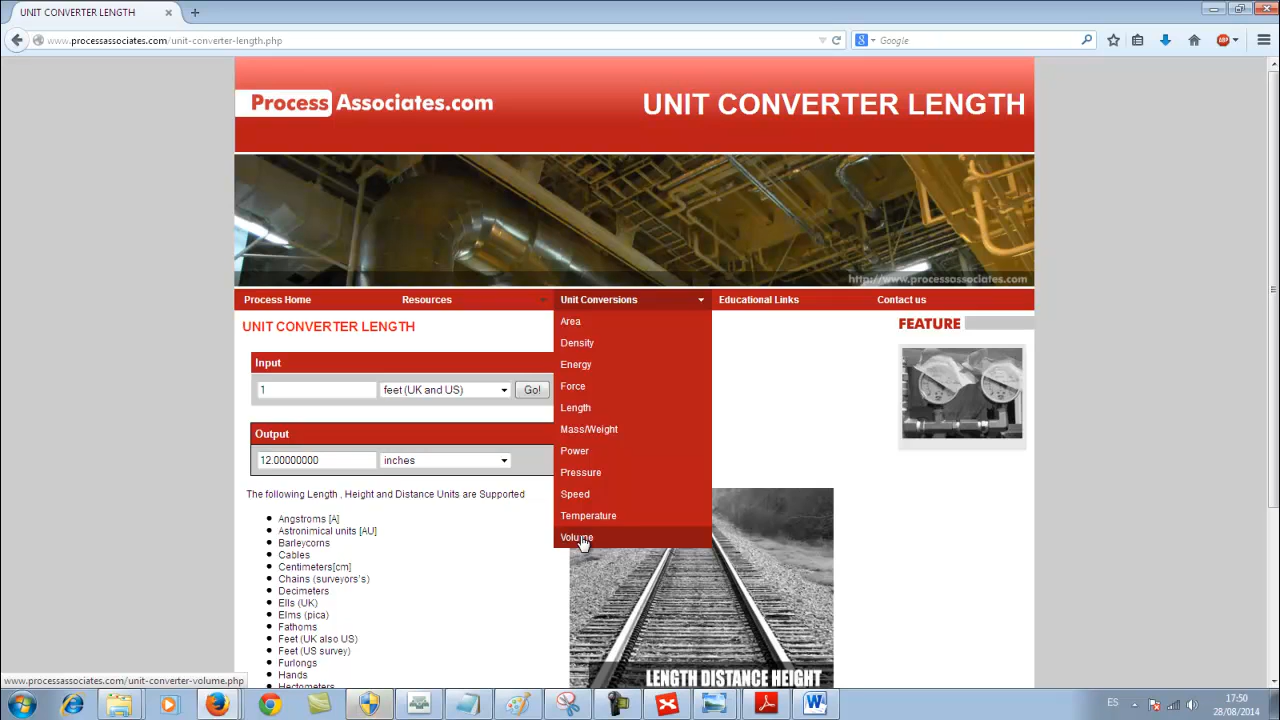 UNIT CONVERTER LENGTH
www.processassociates.com/unit-converter-length.php
Google
ABP
Process Associates.com
UNIT CONVERTER LENGTH
http://www.processassociates.com
Process Home
Resources
Unit Conversions
Educational Links
Contact us
UNIT CONVERTER LENGTH
Input
1
feet (UK and US)
Go!
Output
12.00000000
inches
The following Length , Height and Distance Units are Supported
Angstroms [A]
Astronimical units [AU]
Barleycorns
Cables
Centimeters[cm]
Chains (surveyors's)
Decimeters
Ells (UK)
Elms (pica)
Fathoms
Feet (UK also US)
Feet (US survey)
Furlongs
Hands
Hectometers
Area
Density
Energy
Force
Length
Mass/Weight
Power
Pressure
Speed
Temperature
Volume
FEATURE
LENGTH DISTANCE HEIGHT
www.processassociates.com/unit-converter-volume.php
ES
17:50
28/08/2014